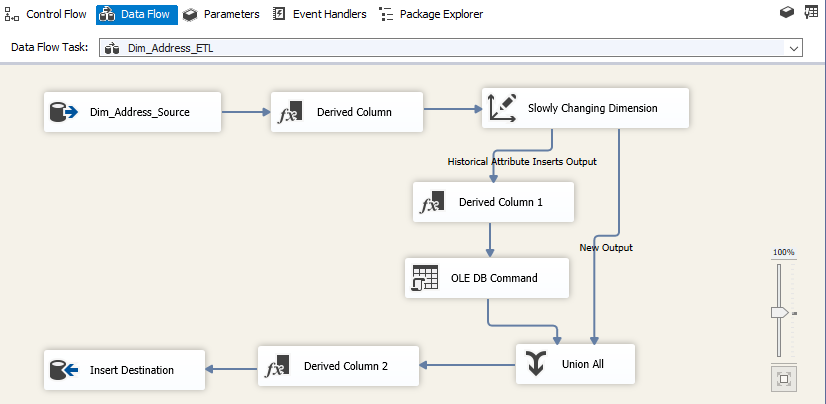 Control Flow Data Flow Parameters Event Handlers Package Explorer
Data Flow Task: Dim_Address_ETL
Dim_Address_Source
Derived Column
Slowly Changing Dimension
Historical Attribute Inserts Output
Derived Column 1
New Output
100%
OLE DB Command
Insert Destination
Derived Column 2
Union All